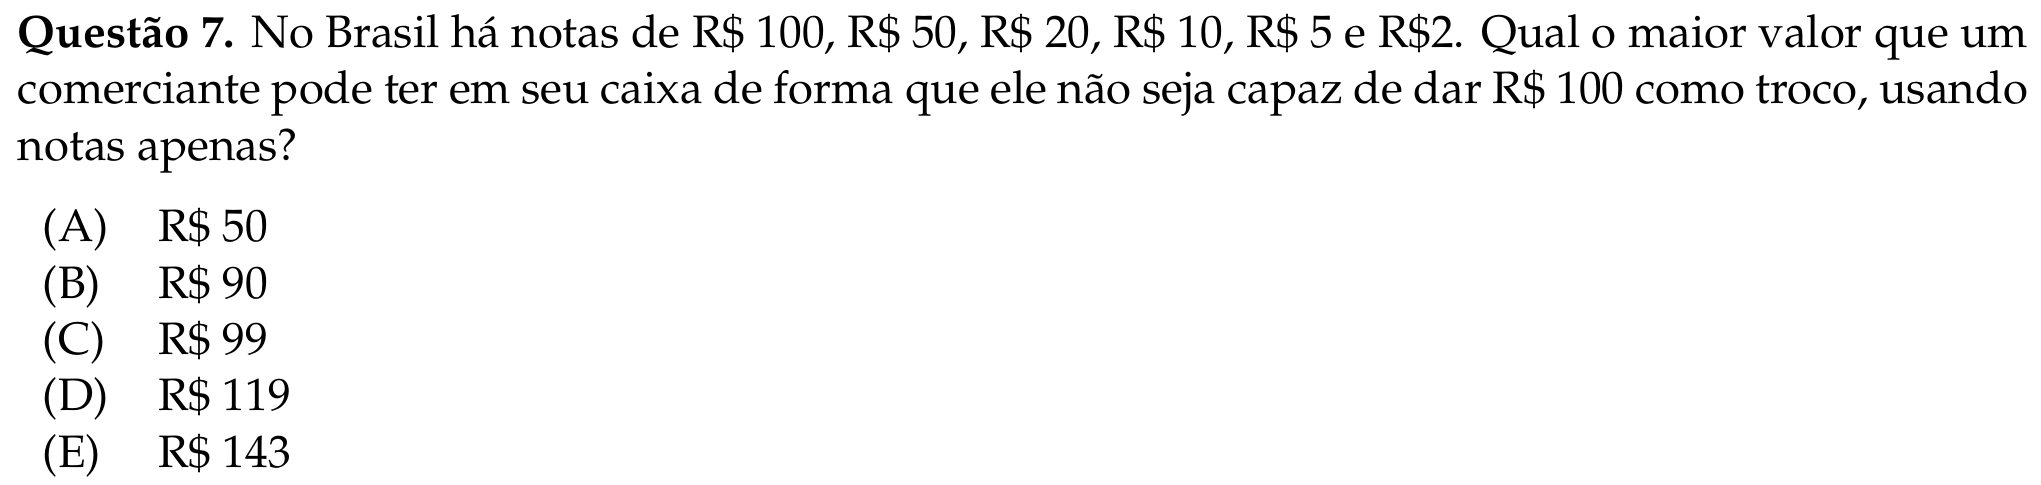 Questão 7. No Brasil há notas de R$ 100, R$ 50, R$ 20, R$ 10, R$ 5 e R$2. Qual o maior valor que um
comerciante pode ter em seu caixa de forma que ele não seja capaz de dar R$ 100 como troco, usando
notas apenas?
(A) R$ 50
(B) R$ 90
(C) R$ 99
(D) R$ 119
(E) R$ 143